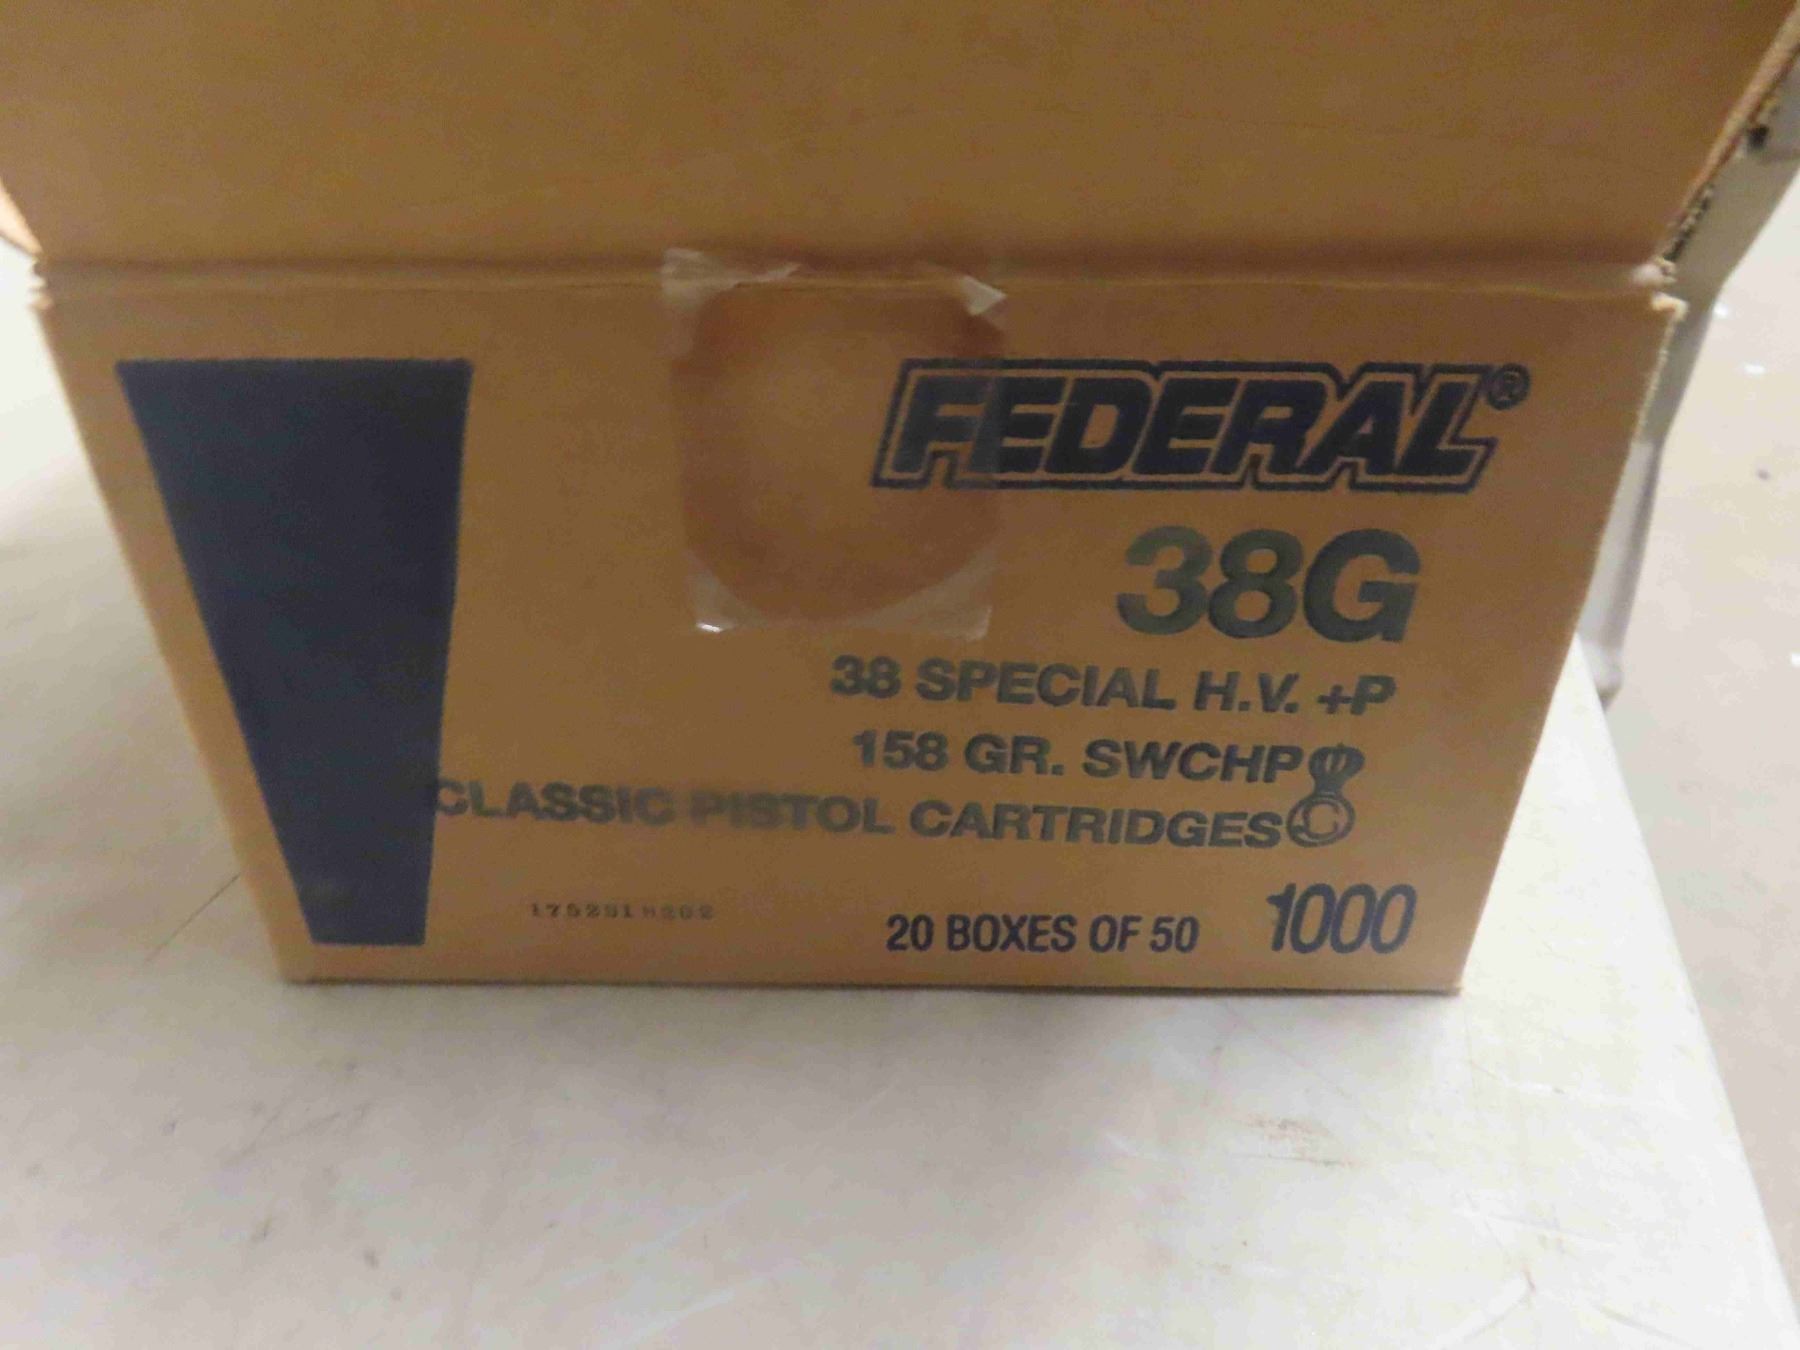 FEDERAL®
38G
38 SPECIAL H.V. +P
158 GR. SWCHP
CLASSIC PISTOL CARTRIDGES
20 BOXES OF 50 1000